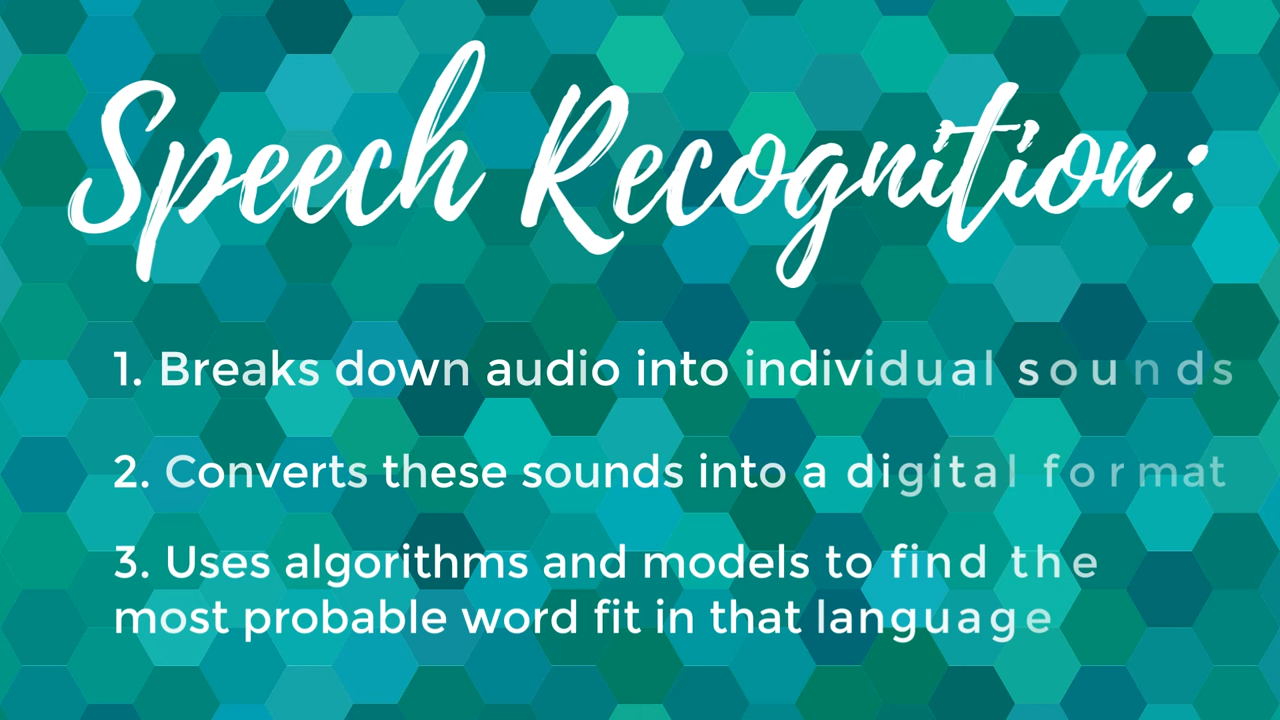 Speech Recognition:
1. Breaks down audio into individual sounds
2. Converts these sounds into a digital format
3. Uses algorithms and models to find the
most probable word fit in that language